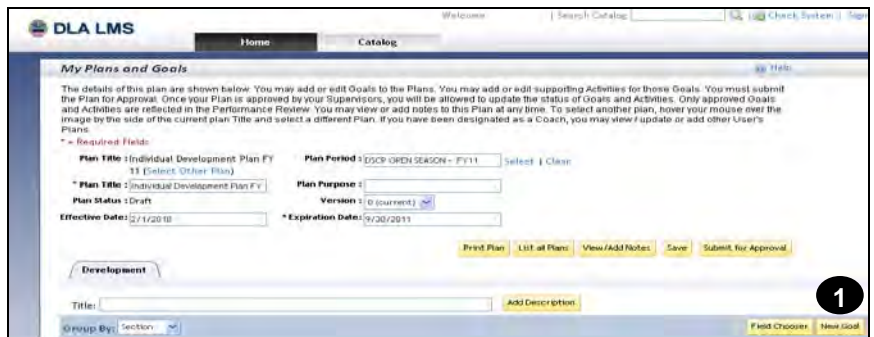 Welcome | Search Catalog Check System | Sign
DLA LMS
Home Catalog
My Plans and Goals Help
The details of this plan are shown below. You may add or edit Goals to the Plans. You may add or edit supporting Activities for those Goals. You must submit
the Plan for Approval. Once your Plan is approved by your Supervisors, you will be allowed to update the status of Goals and Activities. Only approved Goals
and Activities are reflected in the Performance Review. You may view or add notes to this Plan at any time. To select another plan, hover your mouse over the
image by the side of the current plan Title and select a different Plan. If you have been designated as a Coach, you may view / update or add other User's
Plans.
* = Required Fields
Plan Title : Individual Development Plan FY Plan Period : DSCP OPEN SEASON - FY11 Select | Clear
11 (Select Other Plan)
* Plan Title : Individual Development Plan FY Plan Purpose :
Plan Status : Draft Version : 0 (current)
Effective Date: 2/1/2010 * Expiration Date: 9/30/2011
Print Plan List all Plans View/Add Notes Save Submit for Approval
Development
1
Title: Add Description
Group By: Section Field Chooser New Goal